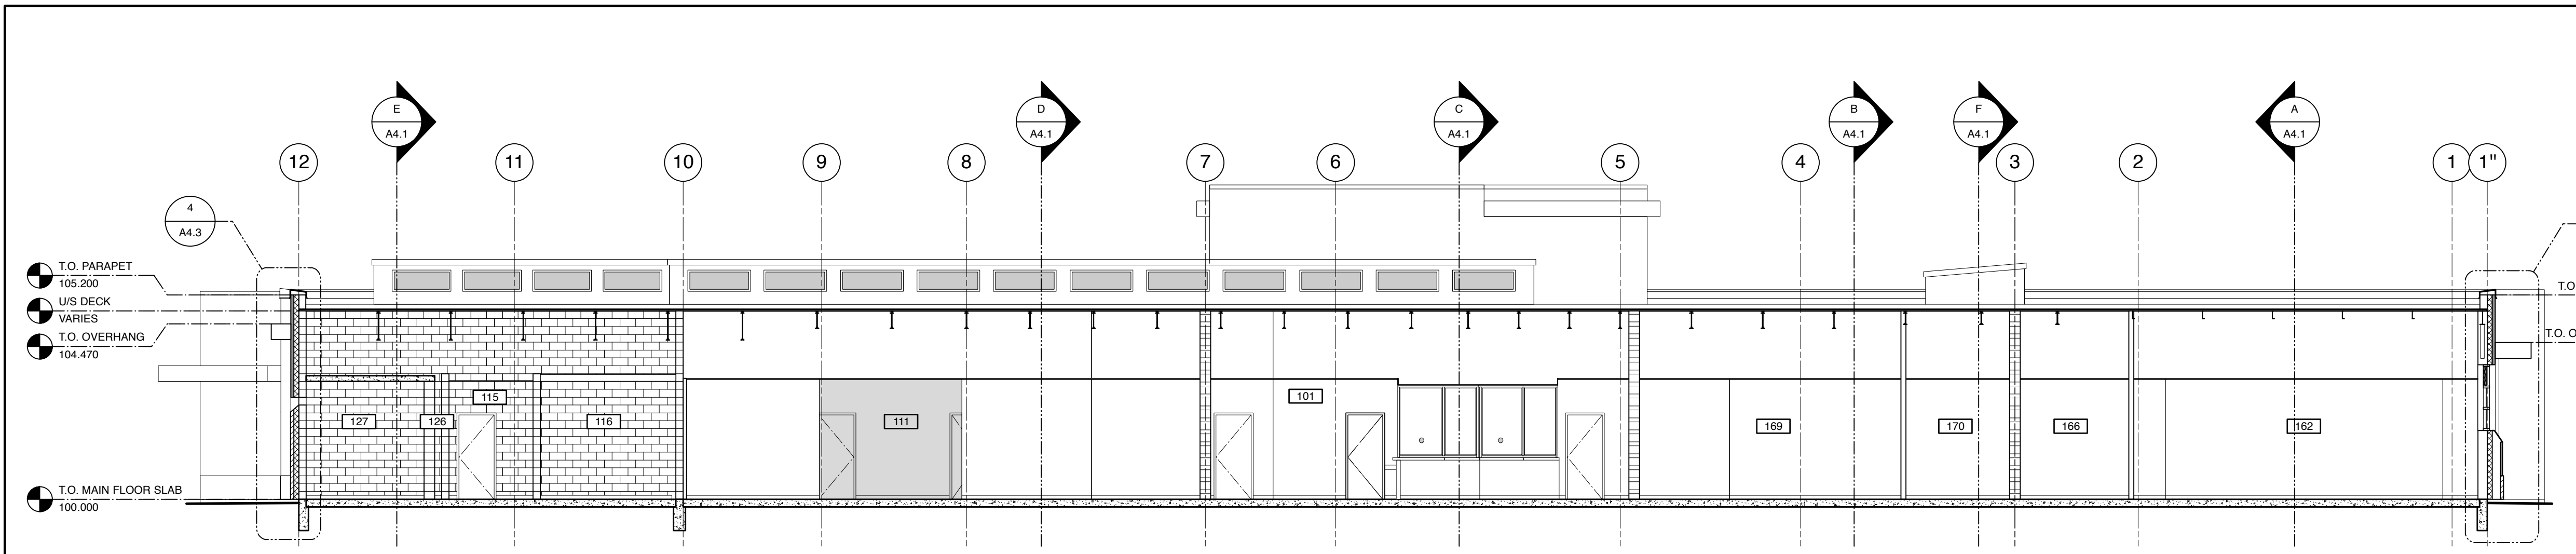 E
A4.1
D
A4.1
C
A4.1
B
A4.1
F
A4.1
A
A4.1
12
11
10
9
8
7
6
5
4
3
2
1
1"
4
A4.3
T.O. PARAPET
105.200
U/S DECK
VARIES
T.O. OVERHANG
104.470
T.O. MAIN FLOOR SLAB
100.000
T.O
T.O. O
115
127
126
116
111
101
169
170
166
162